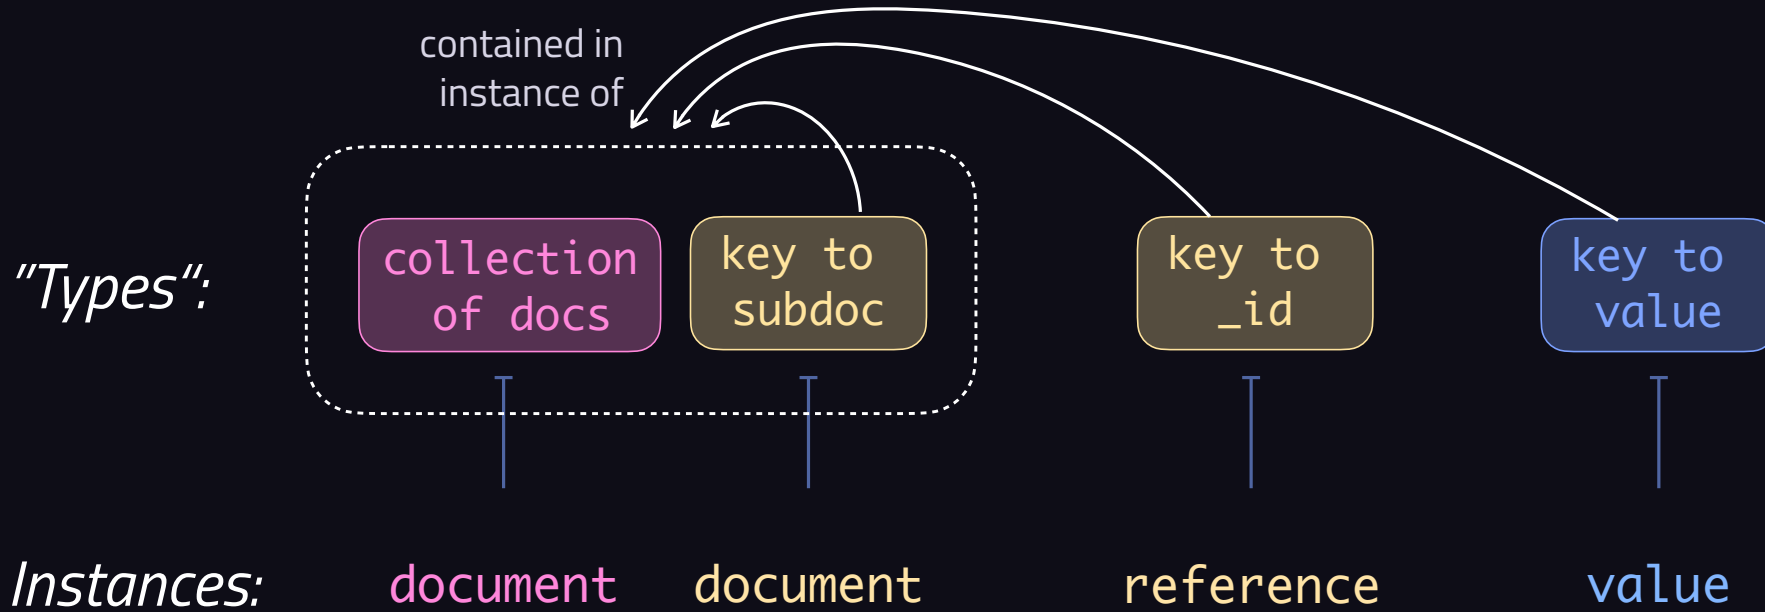 contained in
instance of
"Types“:
collection
of docs
key to
subdoc
key to
_id
key to
value
Instances:
document
document
reference
value